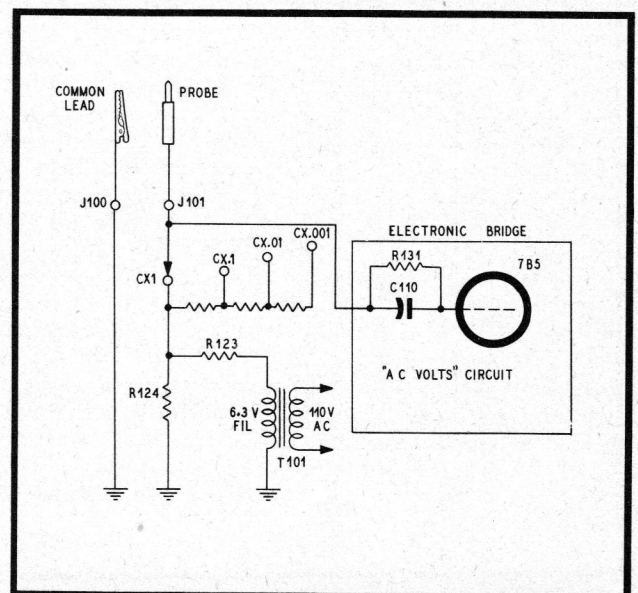 COMMON
LEAD
PROBE
J100
J101
CX.001
CX.01
CX.1
CX1
ELECTRONIC BRIDGE
R131
7B5
C110
"A C VOLTS" CIRCUIT
R123
R124
6.3 V
FIL
110V
AC
T101